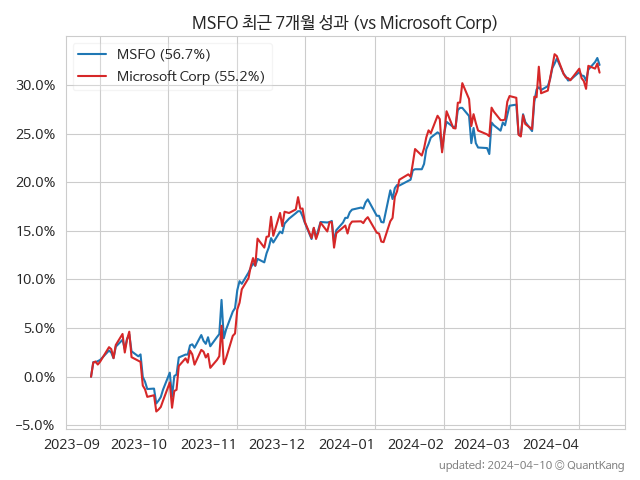 MSFO 최근 7개월 성과 (vs Microsoft Corp)
MSFO (56.7%)
Microsoft Corp (55.2%)
30.0%
25.0%
20.0%
15.0%
10.0%
5.0%
0.0%
−5.0%
2023-09 2023-10 2023-11 2023-12 2024-01 2024-02 2024-03 2024-04
updated: 2024-04-10 © QuantKang